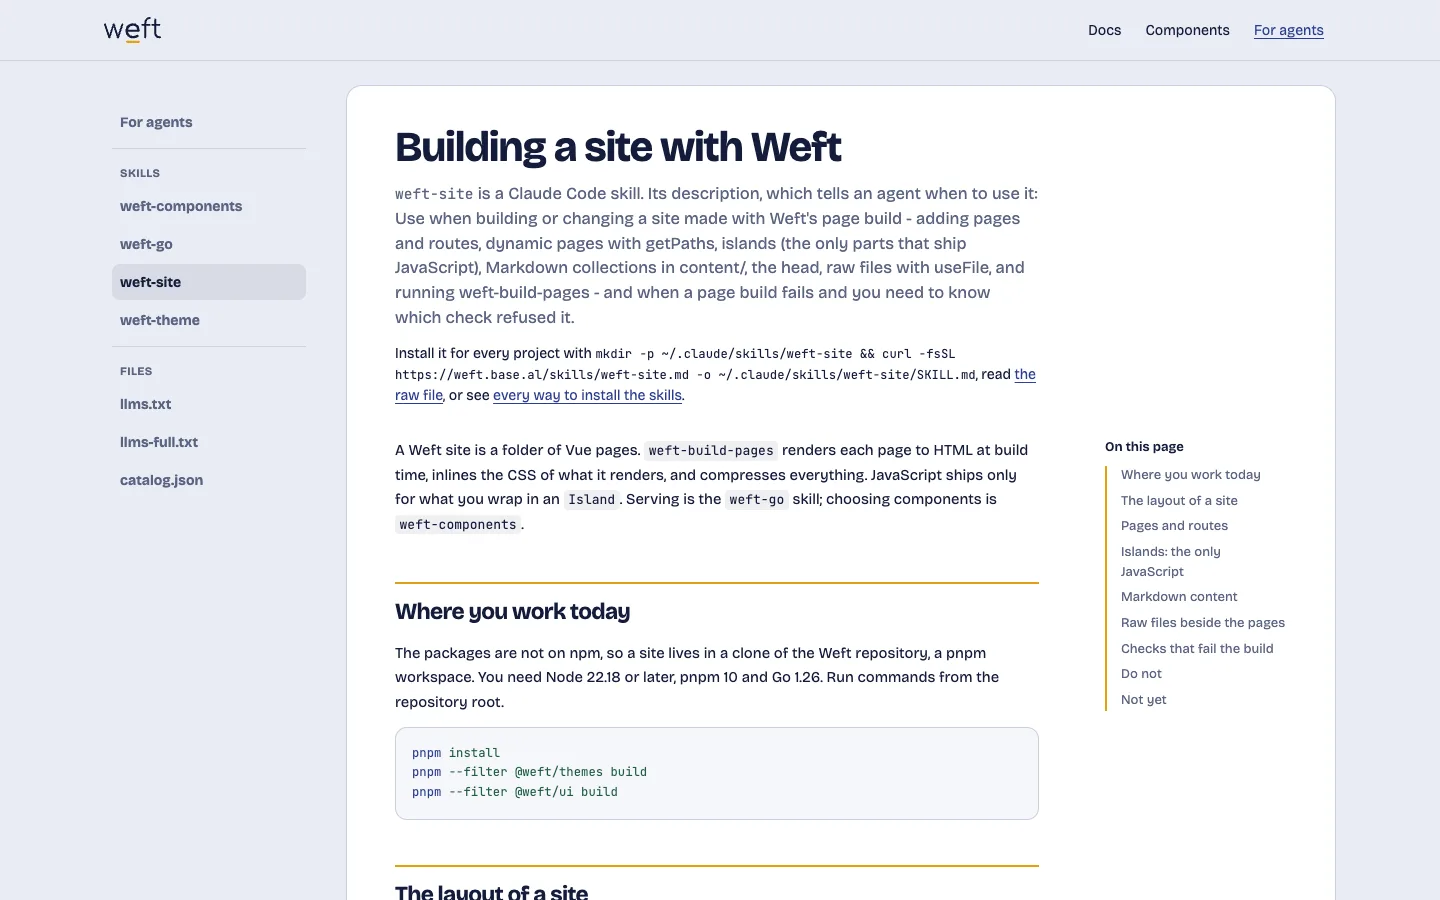 weft
Docs
Components
For agents
For agents
SKILLS
weft-components
weft-go
weft-site
weft-theme
FILES
llms.txt
llms-full.txt
catalog.json
Building a site with Weft
weft-site is a Claude Code skill. Its description, which tells an agent when to use it:
Use when building or changing a site made with Weft's page build - adding pages
and routes, dynamic pages with getPaths, islands (the only parts that ship
JavaScript), Markdown collections in content/, the head, raw files with useFile, and
running weft-build-pages - and when a page build fails and you need to know
which check refused it.
Install it for every project with mkdir -p ~/.claude/skills/weft-site && curl -fsSL
https://weft.base.al/skills/weft-site.md -o ~/.claude/skills/weft-site/SKILL.md, read the
raw file, or see every way to install the skills.
A Weft site is a folder of Vue pages. weft-build-pages renders each page to HTML at build
time, inlines the CSS of what it renders, and compresses everything. JavaScript ships only
for what you wrap in an Island. Serving is the weft-go skill; choosing components is
weft-components.
Where you work today
The packages are not on npm, so a site lives in a clone of the Weft repository, a pnpm
workspace. You need Node 22.18 or later, pnpm 10 and Go 1.26. Run commands from the
repository root.
pnpm install
pnpm --filter @weft/themes build
pnpm --filter @weft/ui build
The layout of a site
On this page
Where you work today
The layout of a site
Pages and routes
Islands: the only
JavaScript
Markdown content
Raw files beside the pages
Checks that fail the build
Do not
Not yet